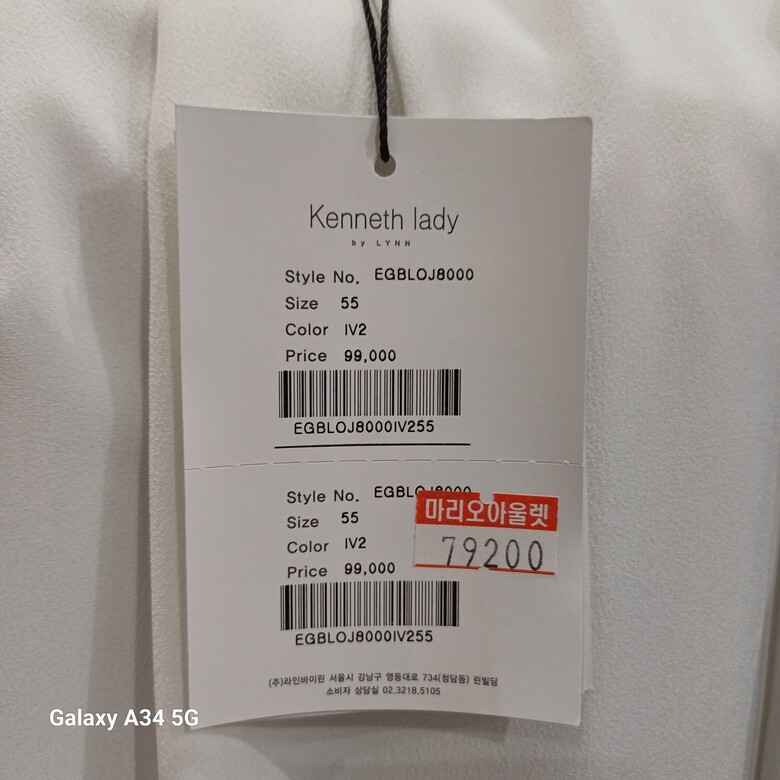 Kenneth lady
by LYNN
Style No. EGBLOJ8000
Size 55
Color IV2
Price 99,000
EGBLOJ8000IV255
Style No. EGBLOJ8000
Size 55
Color IV2
Price 99,000
마리오아울렛
79200
EGBLOJ8000IV255
(주)라인바이린 서울시 강남구 영동대로 734(청담동) 린빌딩
소비자 상담실 02.3218.5105
Galaxy A34 5G